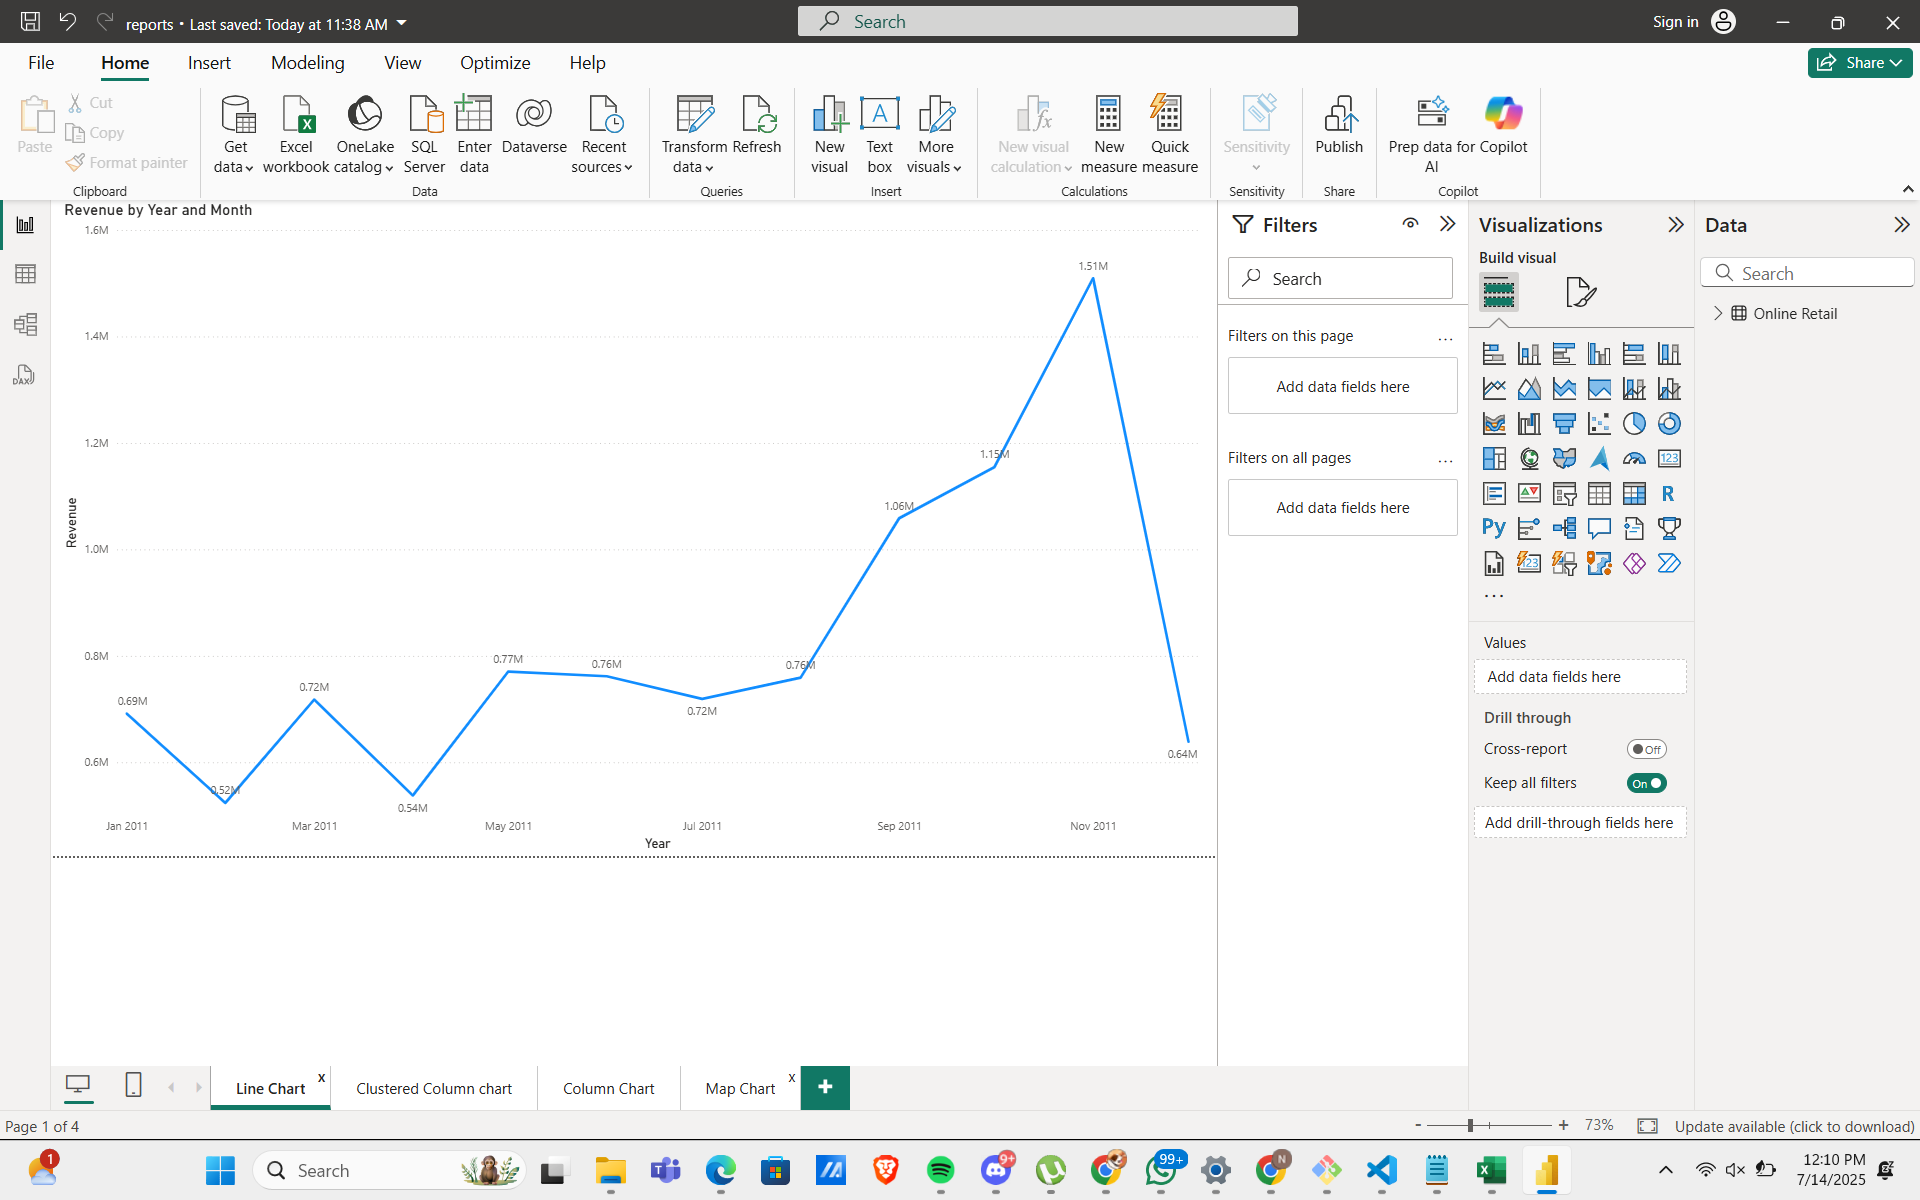 reports • Last saved: Today at 11:38 AM
Search
Sign in
File
Home
Insert
Modeling
View
Optimize
Help
Share
Paste
Cut
Copy
Format painter
Clipboard
Get data
Excel workbook
OneLake catalog
SQL Server
Enter data
Dataverse
Recent sources
Data
Transform data
Refresh
Queries
New visual
Text box
More visuals
Insert
New visual calculation
New measure
Quick measure
Calculations
Sensitivity
Sensitivity
Publish
Share
Prep data for AI
Copilot
Copilot
Revenue by Year and Month
1.6M
1.4M
1.2M
1.0M
0.8M
0.6M
Revenue
0.69M
0.52M
0.72M
0.54M
0.77M
0.76M
0.72M
0.76M
1.06M
1.15M
1.51M
0.64M
Jan 2011
Mar 2011
May 2011
Jul 2011
Sep 2011
Nov 2011
Year
Filters
Search
Filters on this page
...
Add data fields here
Filters on all pages
...
Add data fields here
Visualizations
Build visual
123
R
Py
123
...
Values
Add data fields here
Drill through
Cross-report
Off
Keep all filters
On
Add drill-through fields here
Data
Search
Online Retail
DAX
Line Chart
x
Clustered Column chart
Column Chart
Map Chart
x
+
Page 1 of 4
- + 73%
Update available (click to download)
1
Search
9+
N
99+
12:10 PM
7/14/2025